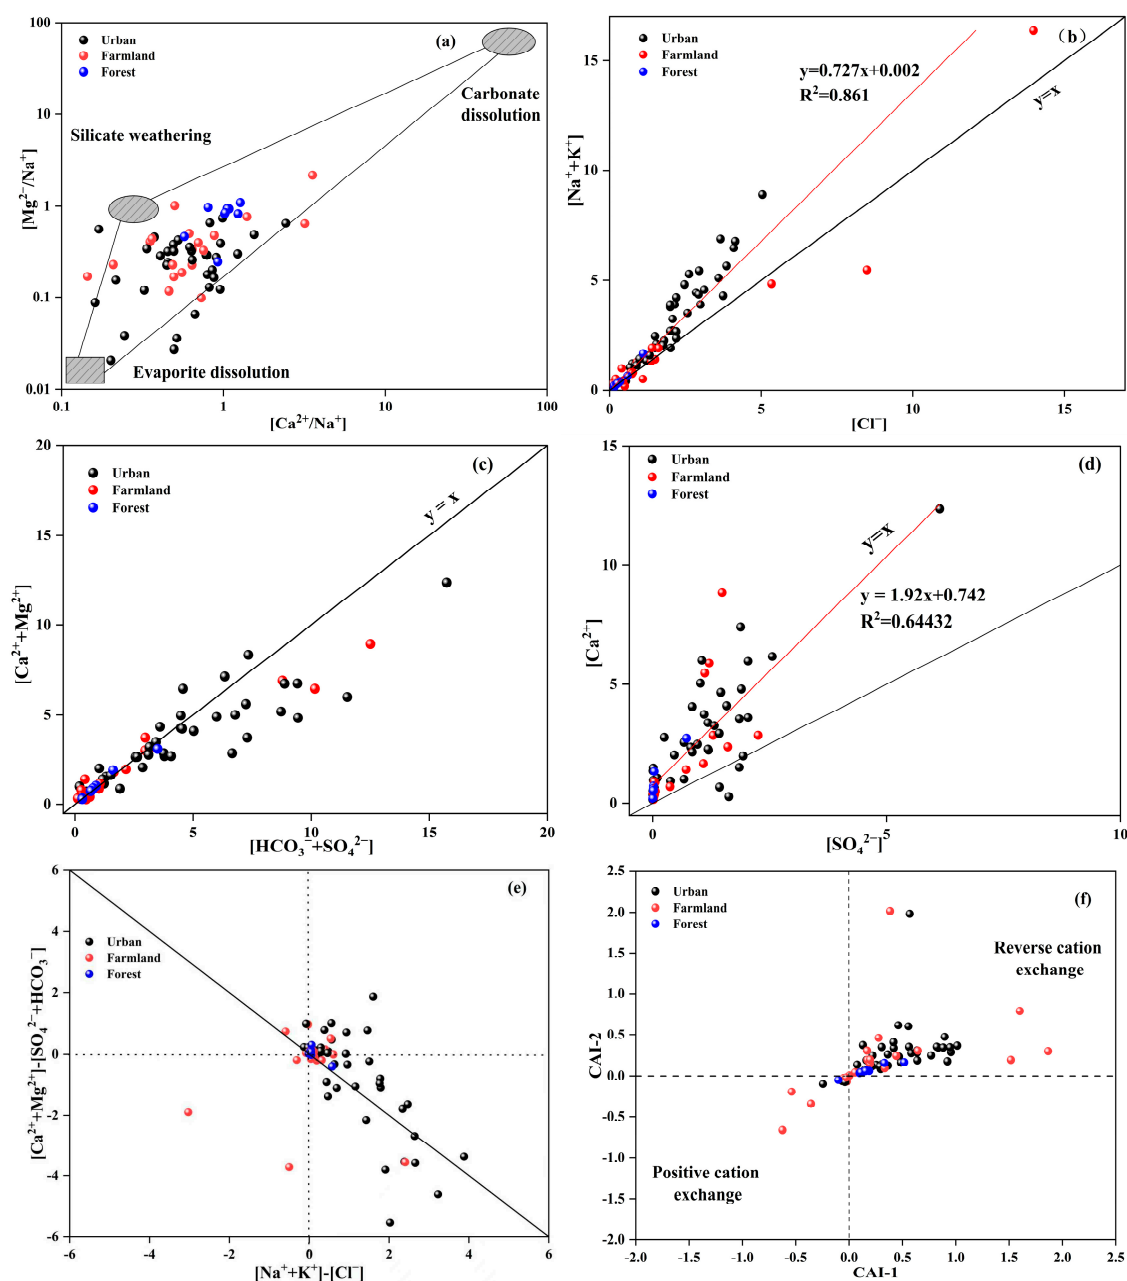 (a)
Urban
Farmland
Forest
Silicate weathering
Carbonate
dissolution
Evaporite dissolution
100
10
1
0.1
0.01
0.1
1
10
100
[Mg²⁻/Na⁺]
[Ca²⁺/Na⁺]
(b)
Urban
Farmland
Forest
y=0.727x+0.002
R²=0.861
y=x
15
10
5
0
0
5
10
15
[Na⁺+K⁺]
[Cl⁻]
(c)
Urban
Farmland
Forest
y = x
20
15
10
5
0
0
5
10
15
20
[Ca²⁺+Mg²⁺]
[HCO₃⁻+SO₄²⁻]
(d)
Urban
Farmland
Forest
y=x
y = 1.92x+0.742
R²=0.64432
15
10
5
0
0
5
10
[Ca²⁺]
[SO₄²⁻]
(e)
Urban
Farmland
Forest
6
4
2
0
-2
-4
-6
-6
-4
-2
0
2
4
6
[Ca²⁺+Mg²⁺]-[SO₄²⁻+HCO₃⁻]
[Na⁺+K⁺]-[Cl⁻]
(f)
Urban
Farmland
Forest
Reverse cation
exchange
Positive cation
exchange
2.5
2.0
1.5
1.0
0.5
0.0
-0.5
-1.0
-1.5
-2.0
-2.0
-1.5
-1.0
-0.5
0.0
0.5
1.0
1.5
2.0
2.5
CAI-2
CAI-1